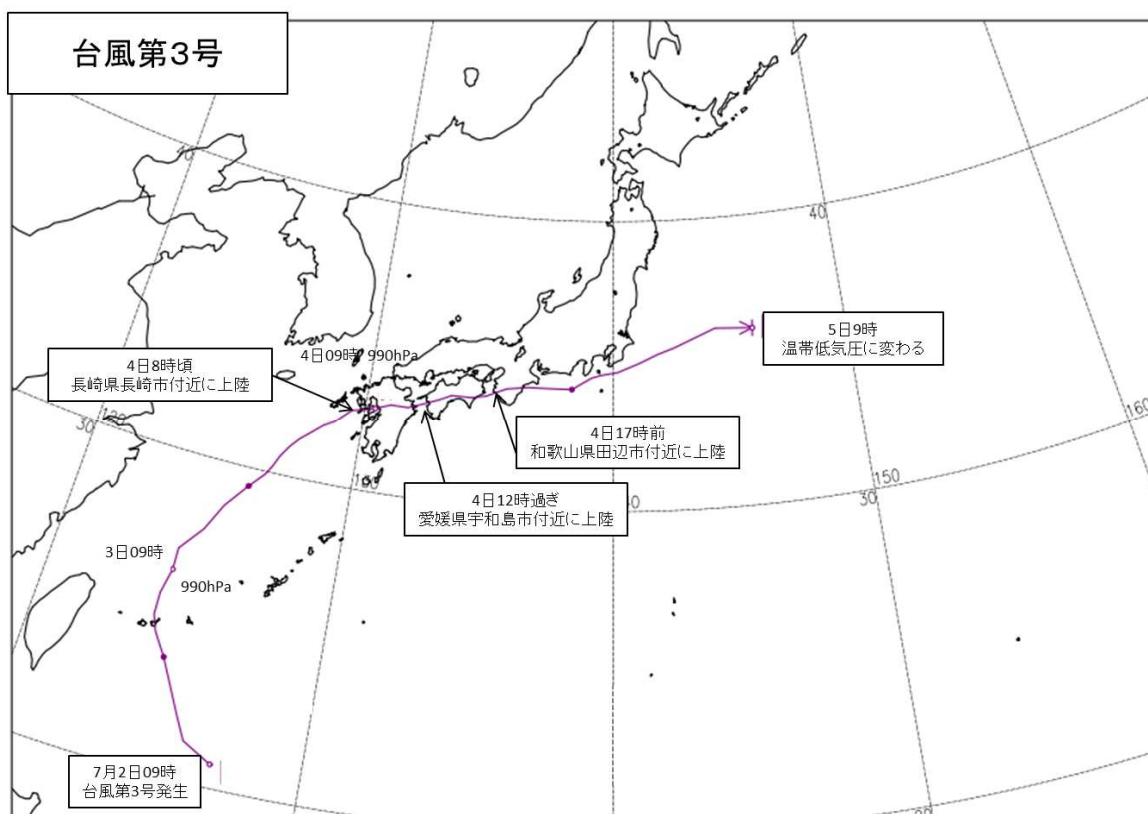 台風第3号
40
40
4日09時 990hPa
5日9時
温帯低気圧に変わる
4日8時頃
長崎県長崎市付近に上陸
120
30
160
4日17時前
和歌山県田辺市付近に上陸
150
30
4日12時過ぎ
愛媛県宇和島市付近に上陸
3日09時
990hPa
7月2日09時
台風第3号発生